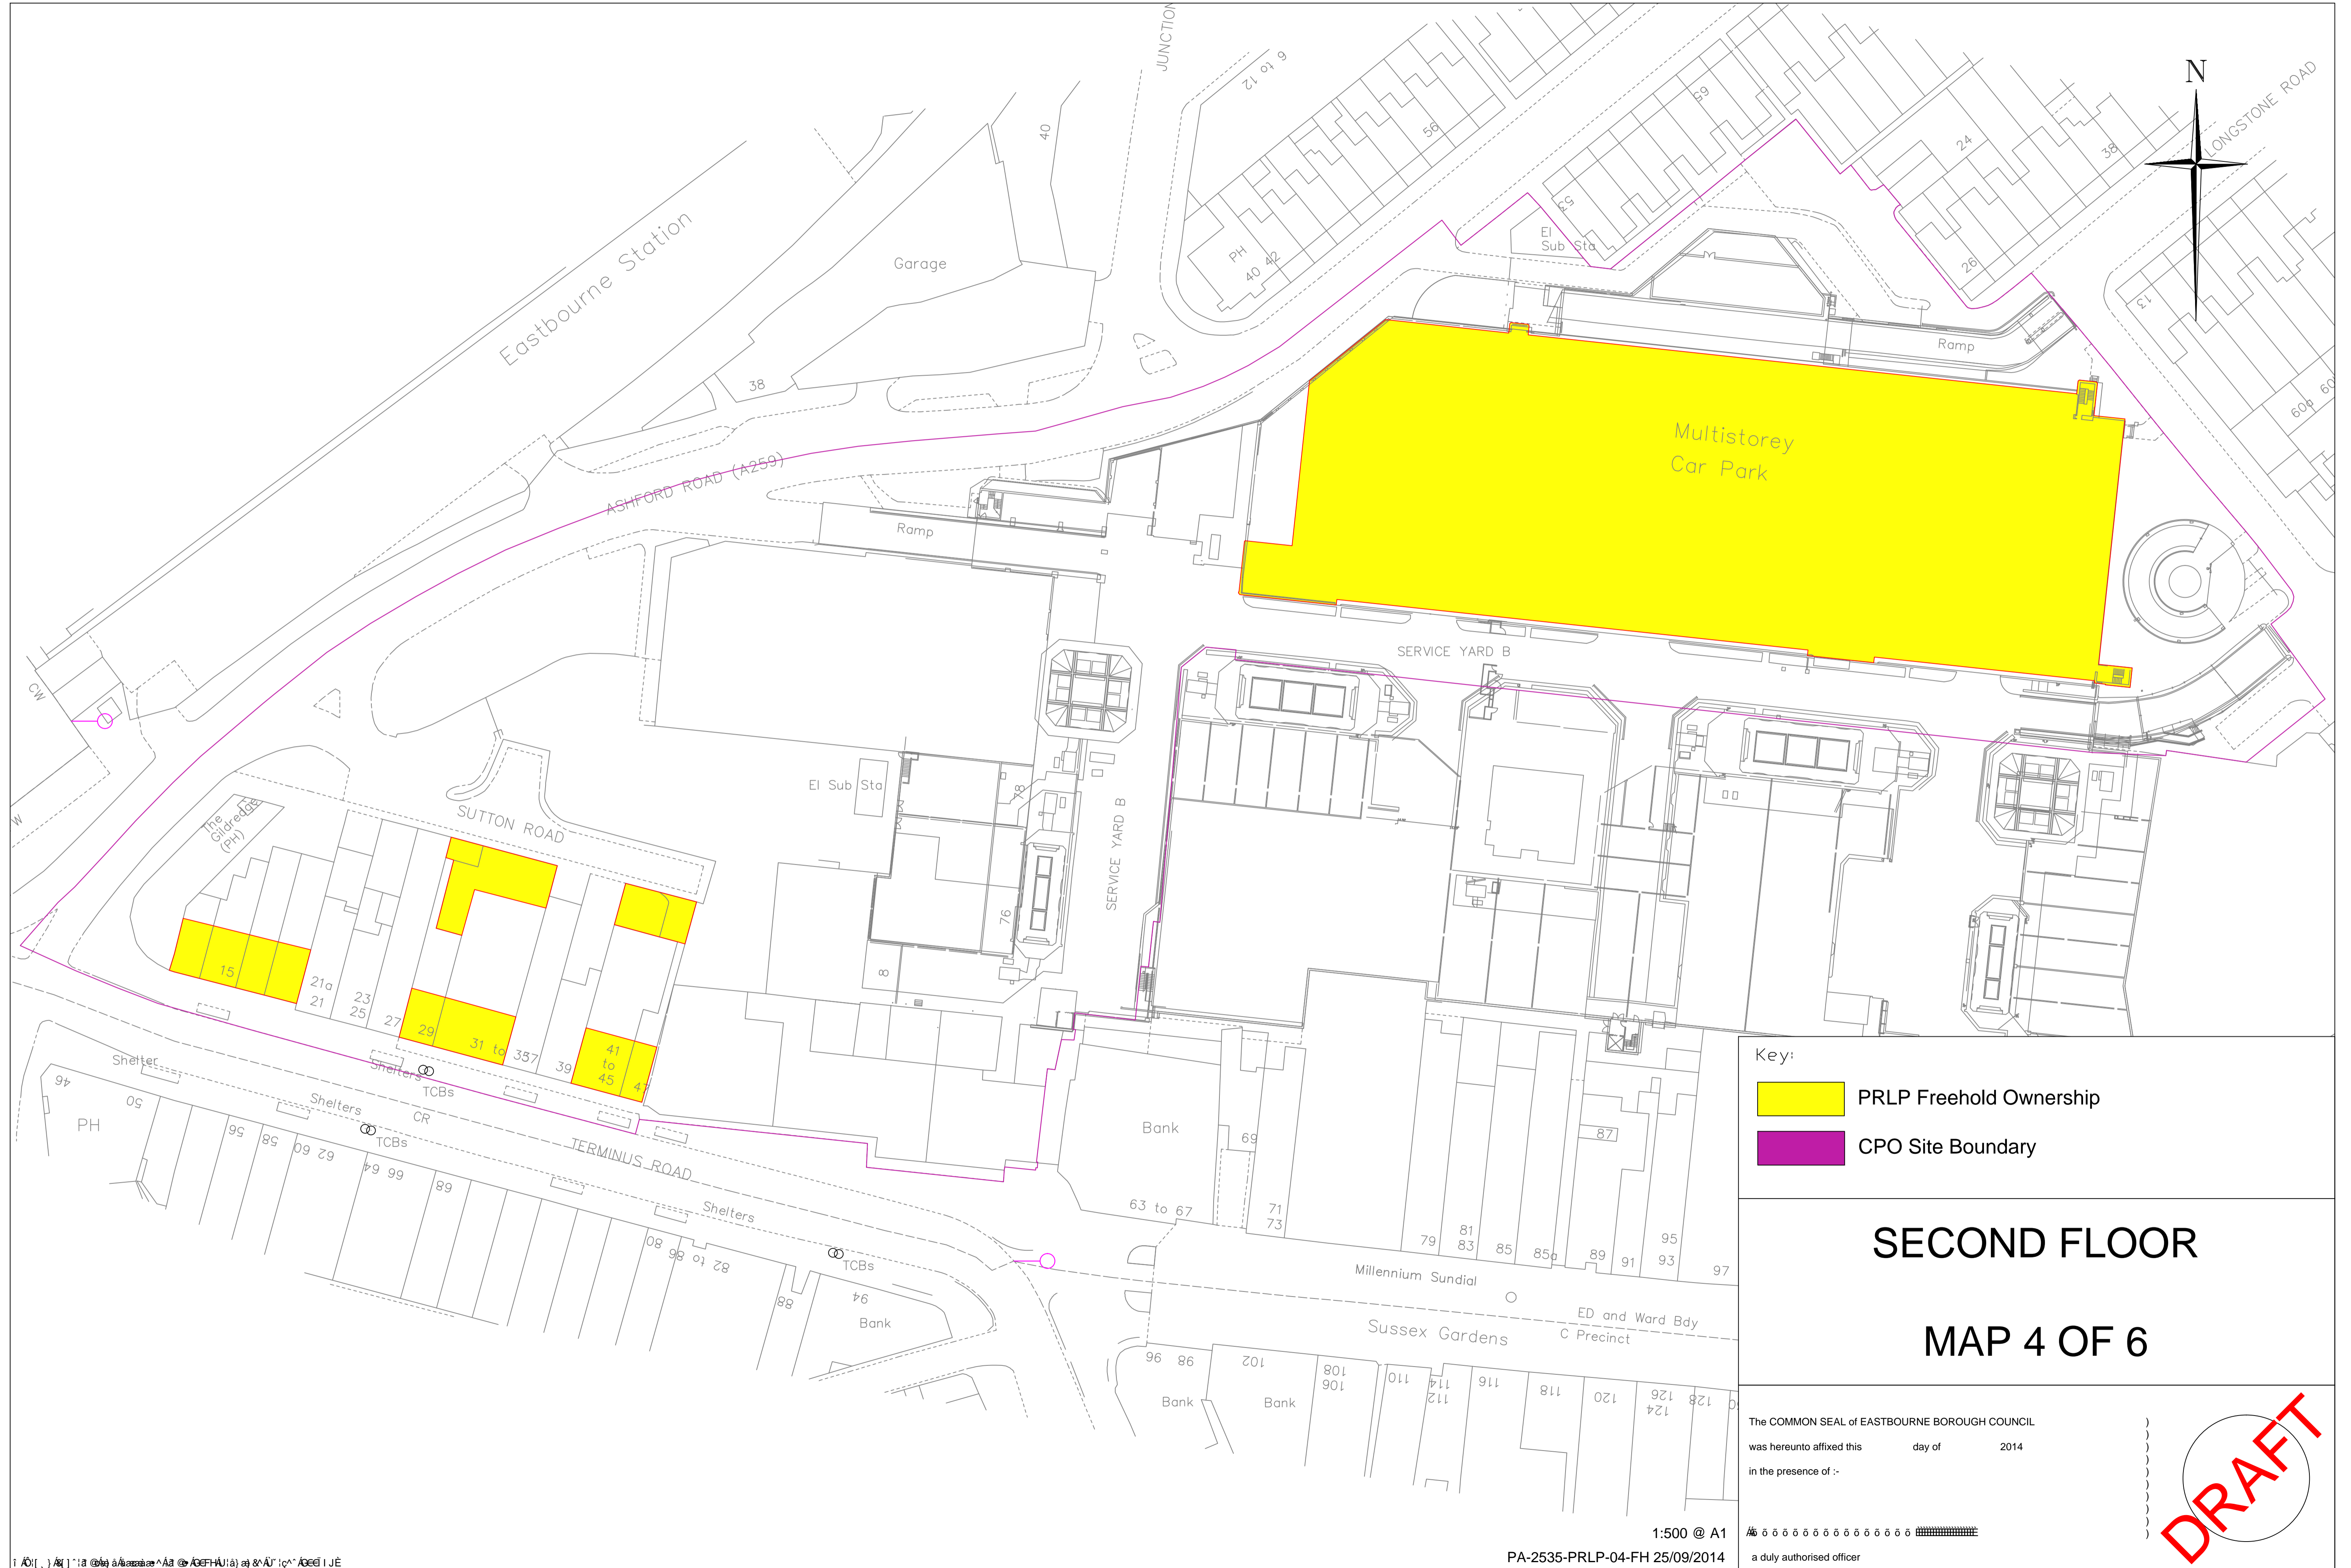 JUNCTION
6 to 12
N
LONGSTONE ROAD
40
56
65
24
38
Eastbourne Station
Garage
53
El
Sub Sta
PH
40 42
26
13
38
Ramp
60a
60
Multistorey
Car Park
ASHFORD ROAD (A259)
Ramp
SERVICE YARD B
CW
El Sub Sta
78
The
Gildredge
(PH)
SUTTON ROAD
SERVICE YARD B
76
W
15
21a
21
23
25
27
29
31 to 35
37
39
41
to
45
47
8
Shelter
Shelters
TCBs
46
50
PH
Shelters
CR
TCBs
TERMINUS ROAD
56
58
60 62
64 66
68
Shelters
80
82 to 86
88
TCBs
94
Bank
Bank
69
63 to 67
71
73
79
81
83
85
85a
87
89
91
95
93
97
Millennium Sundial
ED and Ward Bdy
Sussex Gardens
C Precinct
96
98
102
108
106
110
114
112
116
118
120
126
124
128
Bank
Bank
Key:
PRLP Freehold Ownership
CPO Site Boundary
SECOND FLOOR
MAP 4 OF 6
The COMMON SEAL of EASTBOURNE BOROUGH COUNCIL
was hereunto affixed this day of 2014
in the presence of :-
a duly authorised officer
DRAFT
1:500 @ A1
PA-2535-PRLP-04-FH 25/09/2014